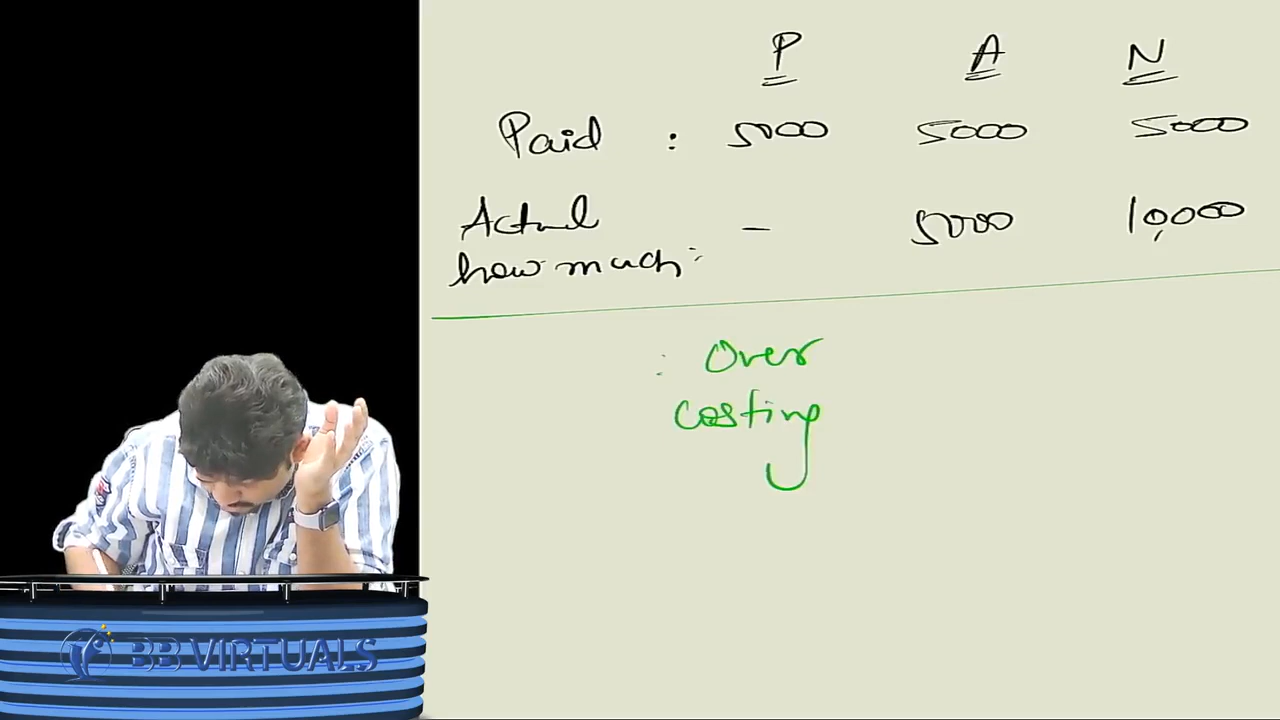 P A N
Paid : 5000 5000 5000
Actual - 5000 10,000
how much:
: Over
costing
BB VIRTUALS